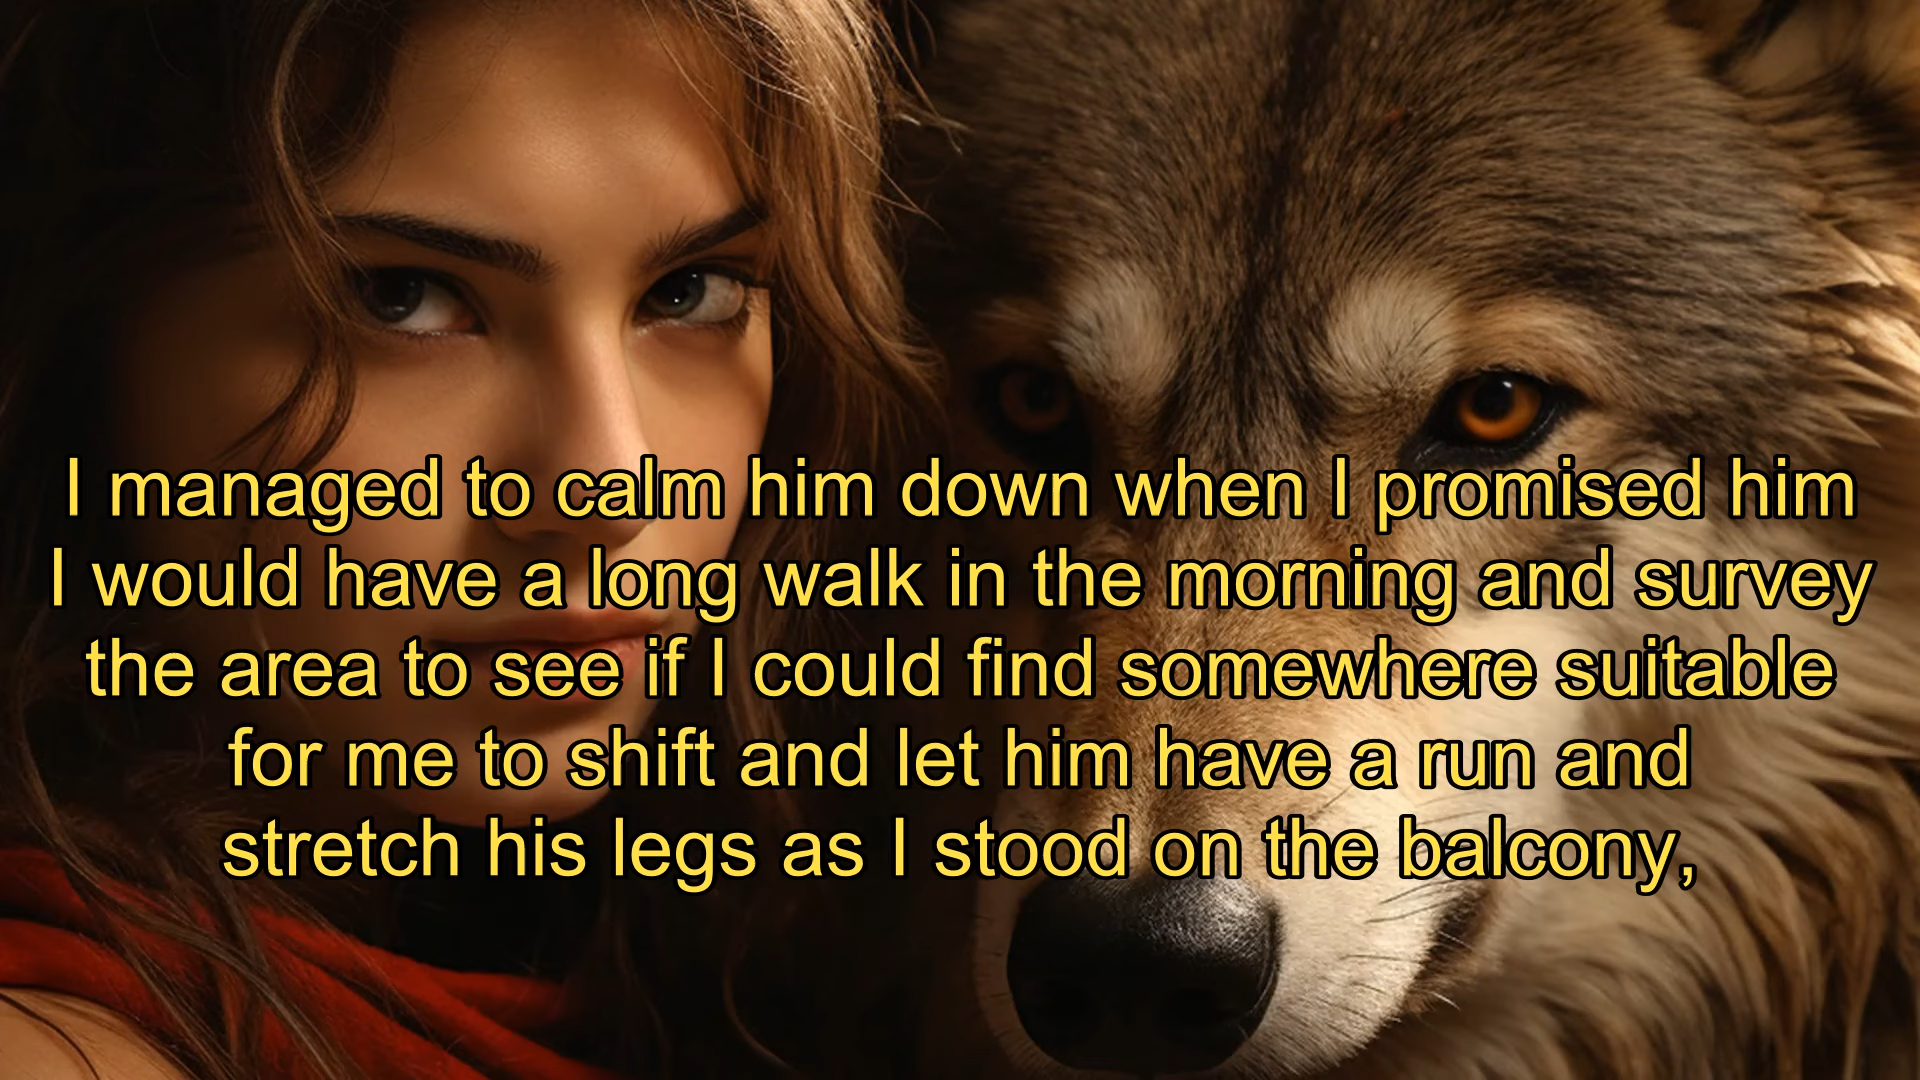 I managed to calm him down when I promised him
I would have a long walk in the morning and survey
the area to see if I could find somewhere suitable
for me to shift and let him have a run and
stretch his legs as I stood on the balcony,